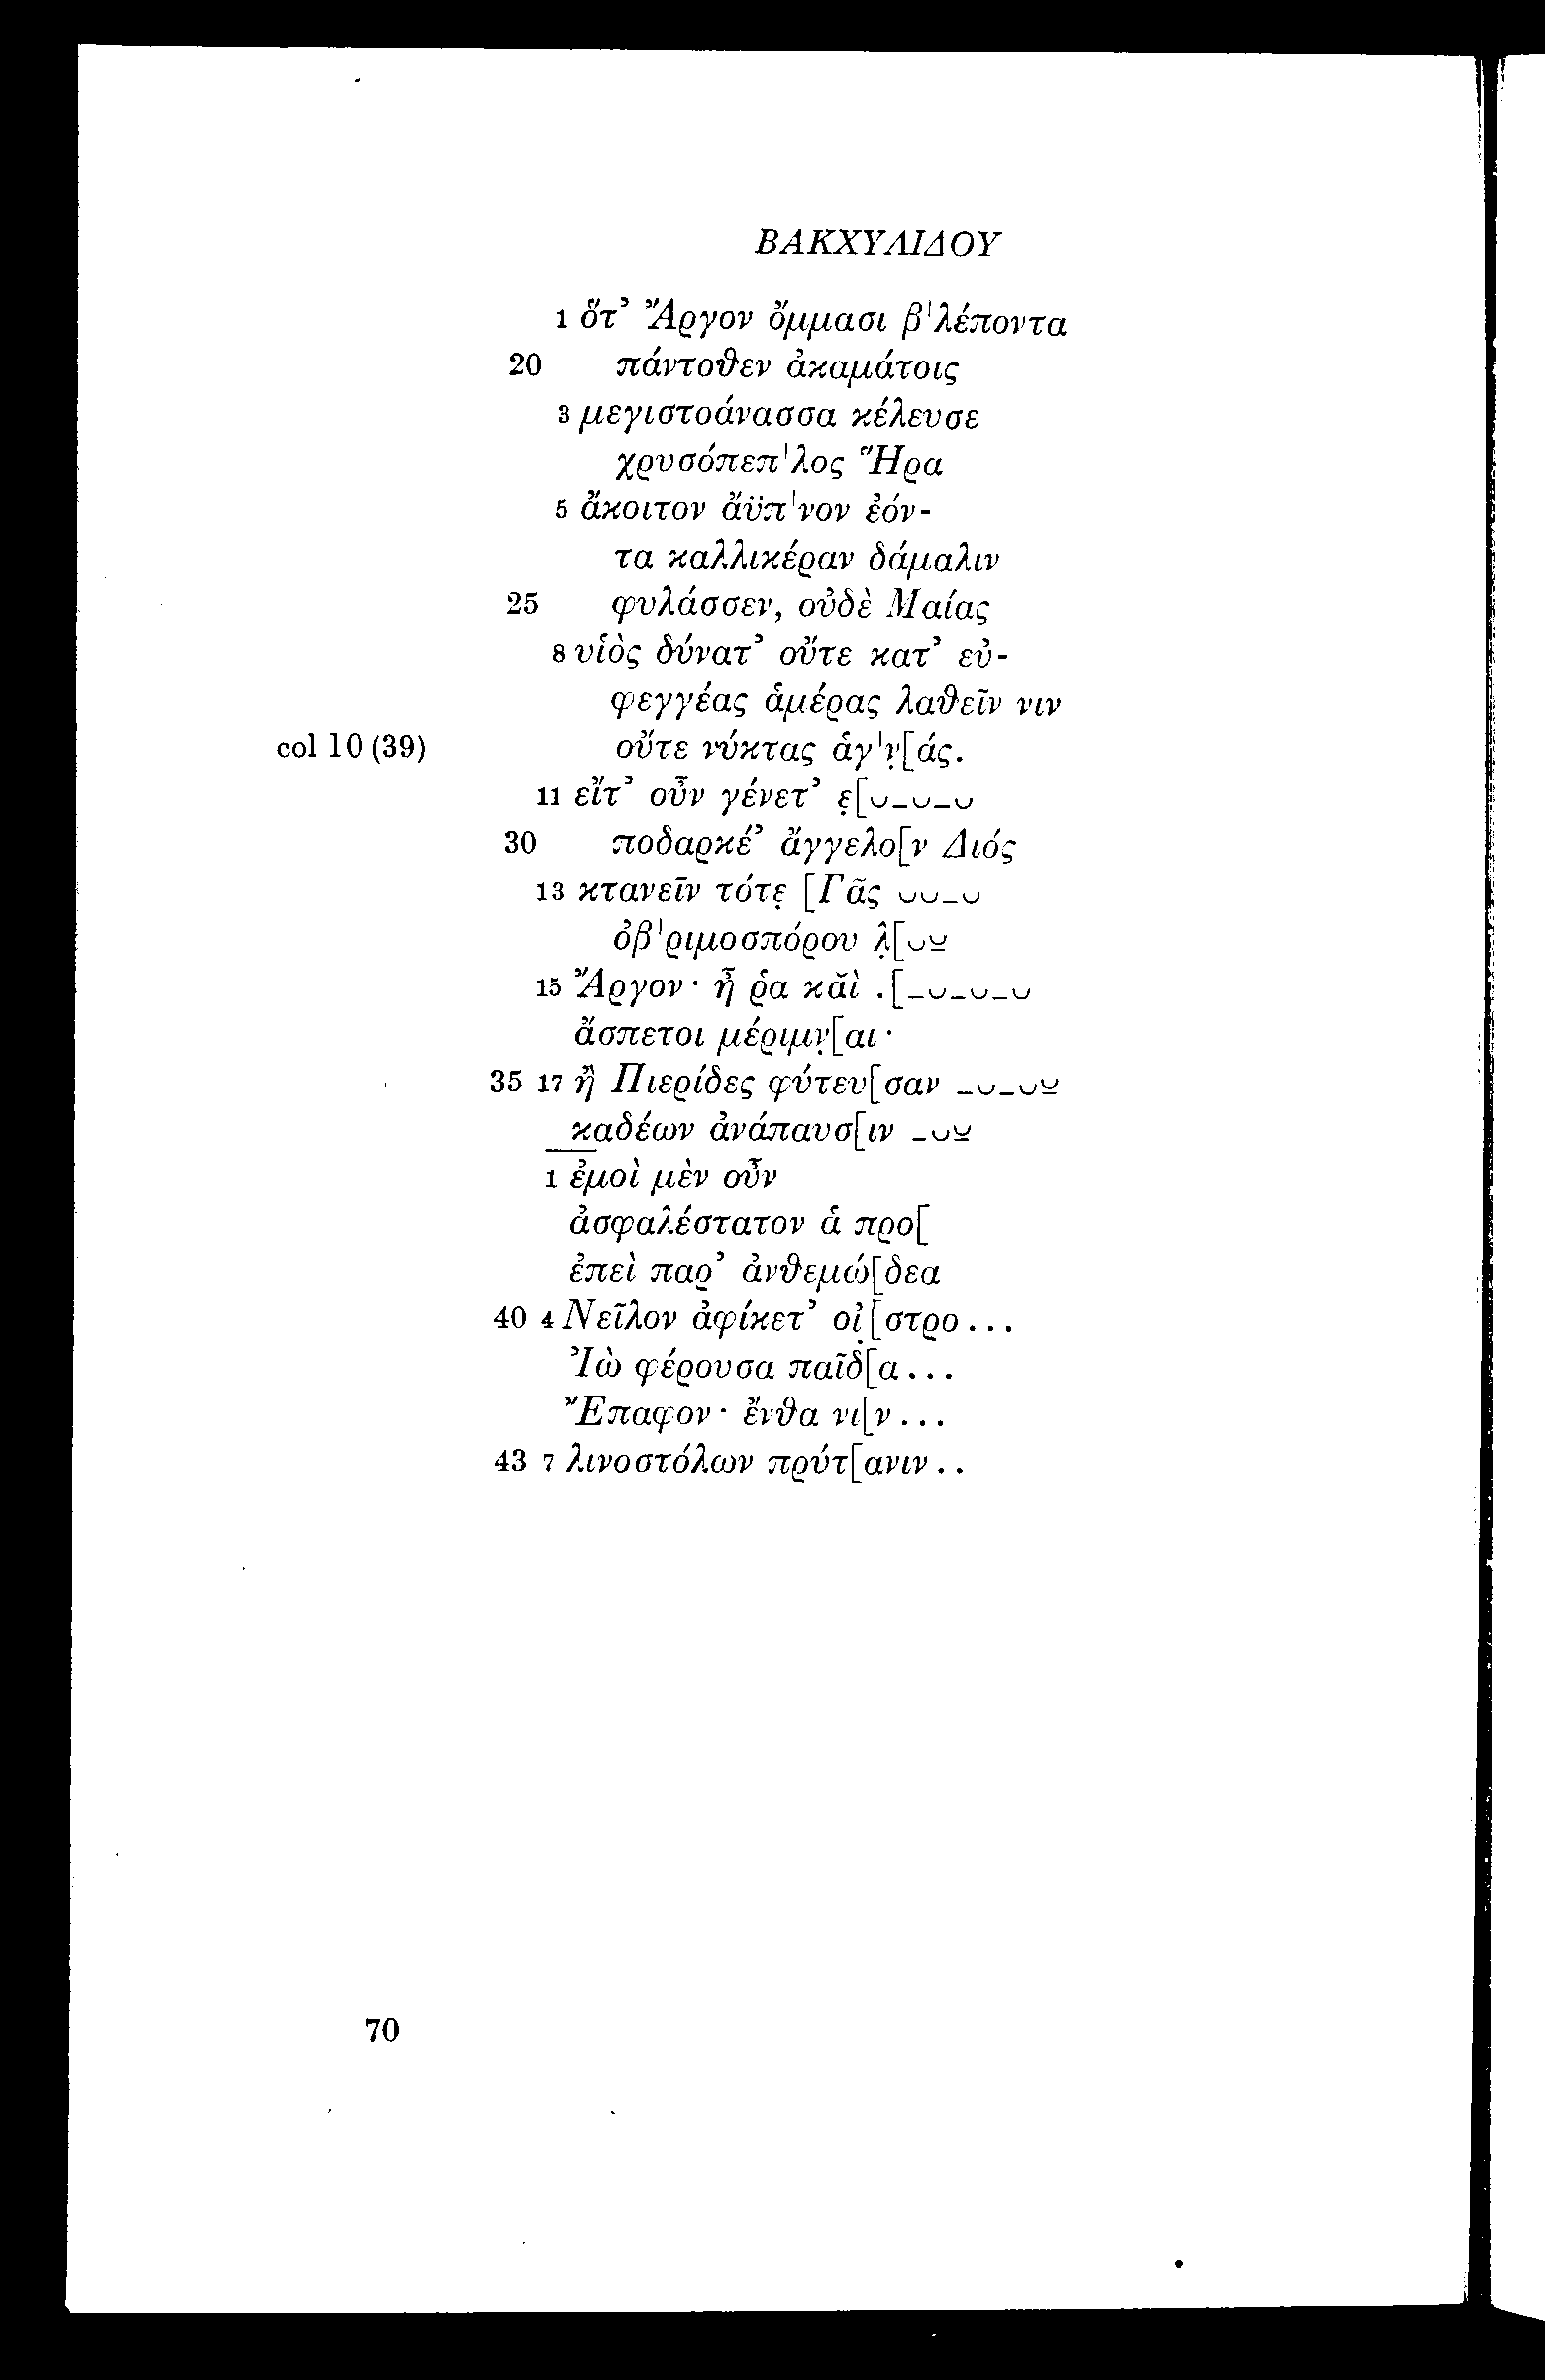 ΒΑΚΧΥΛΙΔΟΥ
1 ὅτ’ Ἄργον ὄμμασι β'λέποντα
20 πάντοθεν ἀκαμάτοις
3 μεγιστοάνασσα κέλευσε
χρυσόπεπ'λος Ἥρα
5 ἄκοιτον ἄϋπ'νον ἐόν-
τα καλλικέραν δάμαλιν
25 φυλάσσεν, οὐδὲ Μαίας
8 υἱὸς δύνατ’ οὔτε κατ’ εὐ-
φεγγέας ἁμέρας λαθεῖν νιν
col 10 (39) οὔτε νύκτας ἁγ'ν̣[άς.
11 εἴτ’ οὖν γένετ’ ε̣[⏑_⏑_⏑
30 ποδαρκέ’ ἄγγελο[ν Διός
13 κτανεῖν τότε̣ [Γᾶς ⏑⏑_⏑
ὀβ'ριμοσπόρου λ̣[⏑⏓
15 Ἄργον· ἦ ῥα κᾰὶ .[_⏑_⏑_⏑
ἄσπετοι μέριμν̣[αι·
35 17 ἢ Πιερίδες φύτευ[σαν _⏑_⏑⏓
καδέων ἀνάπαυσ[ιν _⏑⏓
1 ἐμοὶ μὲν οὖν
ἀσφαλέστατον ἁ προ[
ἐπεὶ παρ’ ἀνθεμώ[δεα
40 4 Νεῖλον ἀφίκετ’ οἰ̣[στρο...
Ἰὼ φέρουσα παῖδ[α...
Ἔπαφον· ἔνθα νι[ν...
43 7 λινοστόλων πρύτ[ανιν..
70